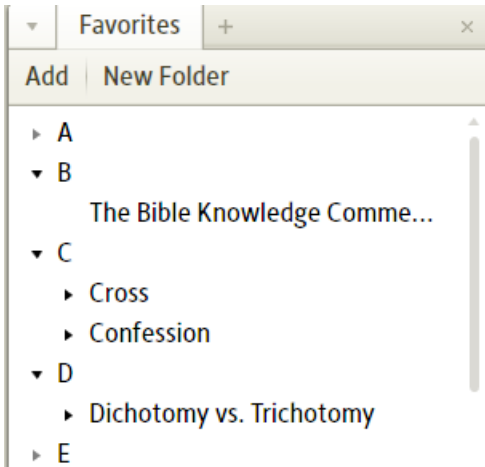 Favorites
Add New Folder
A
B
The Bible Knowledge Comme...
C
Cross
Confession
D
Dichotomy vs. Trichotomy
E